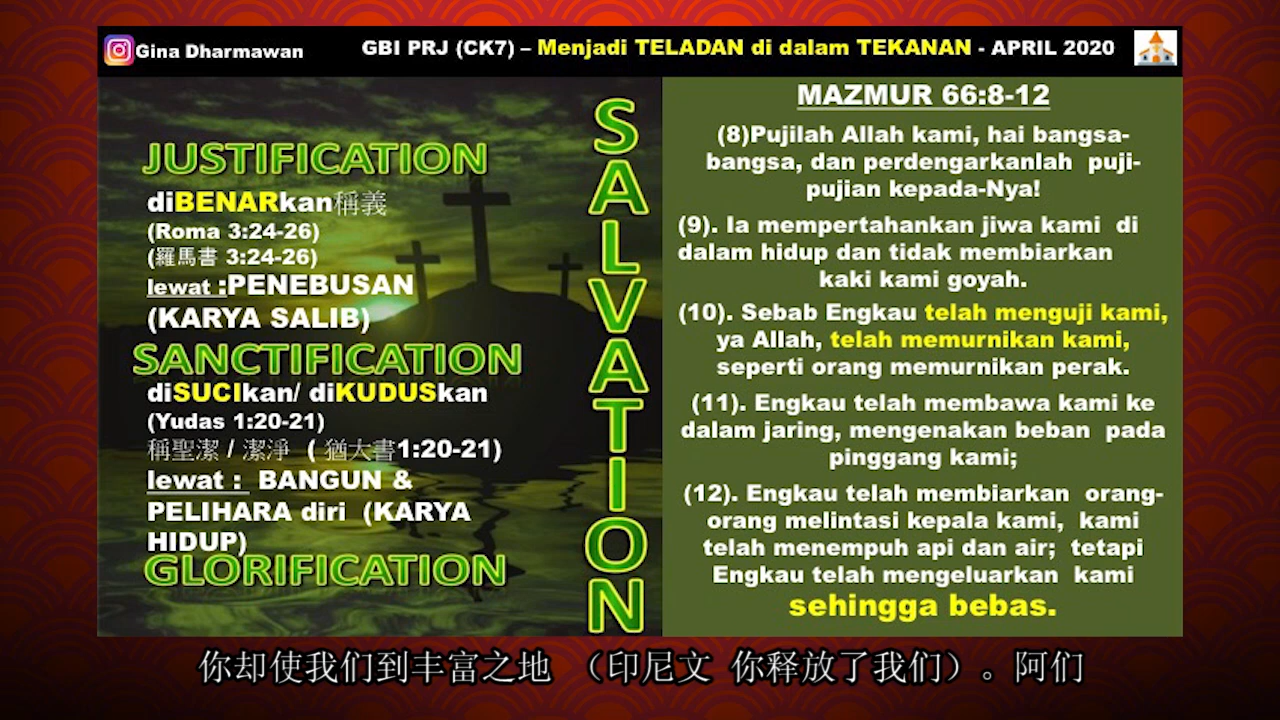 Gina Dharmawan
GBI PRJ (CK7) – Menjadi TELADAN di dalam TEKANAN - APRIL 2020
JUSTIFICATION
diBENARkan稱義
(Roma 3:24-26)
(羅馬書 3:24-26)
lewat :PENEBUSAN
(KARYA SALIB)
SANCTIFICATION
diSUCIkan/ diKUDUSkan
(Yudas 1:20-21)
稱聖潔 / 潔淨 ( 猶大書1:20-21)
lewat : BANGUN &
PELIHARA diri (KARYA
HIDUP)
GLORIFICATION
SALVATION
MAZMUR 66:8-12
(8)Pujilah Allah kami, hai bangsa-
bangsa, dan perdengarkanlah puji-
pujian kepada-Nya!
(9). Ia mempertahankan jiwa kami di
dalam hidup dan tidak membiarkan
kaki kami goyah.
(10). Sebab Engkau telah menguji kami,
ya Allah, telah memurnikan kami,
seperti orang memurnikan perak.
(11). Engkau telah membawa kami ke
dalam jaring, mengenakan beban pada
pinggang kami;
(12). Engkau telah membiarkan orang-
orang melintasi kepala kami, kami
telah menempuh api dan air; tetapi
Engkau telah mengeluarkan kami
sehingga bebas.
你却使我们到丰富之地 （印尼文 你释放了我们）。阿们